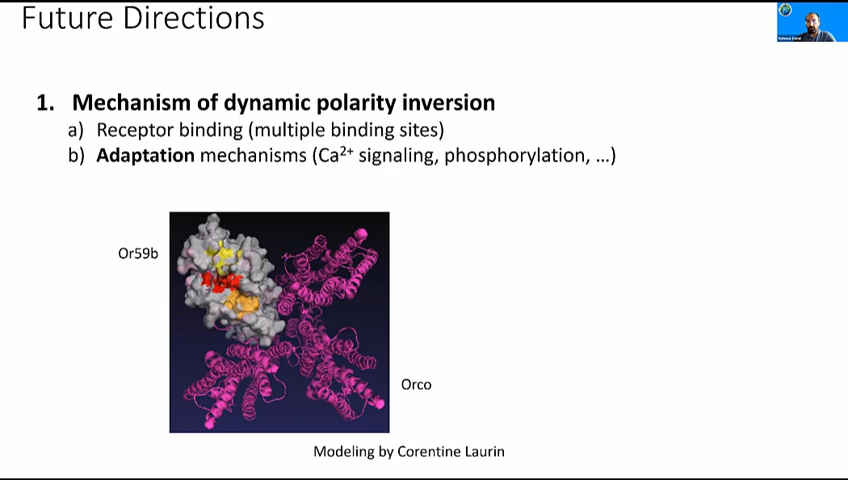 Future Directions
1. Mechanism of dynamic polarity inversion
a) Receptor binding (multiple binding sites)
b) Adaptation mechanisms (Ca²⁺ signaling, phosphorylation, ...)
Or59b
Orco
Modeling by Corentine Laurin